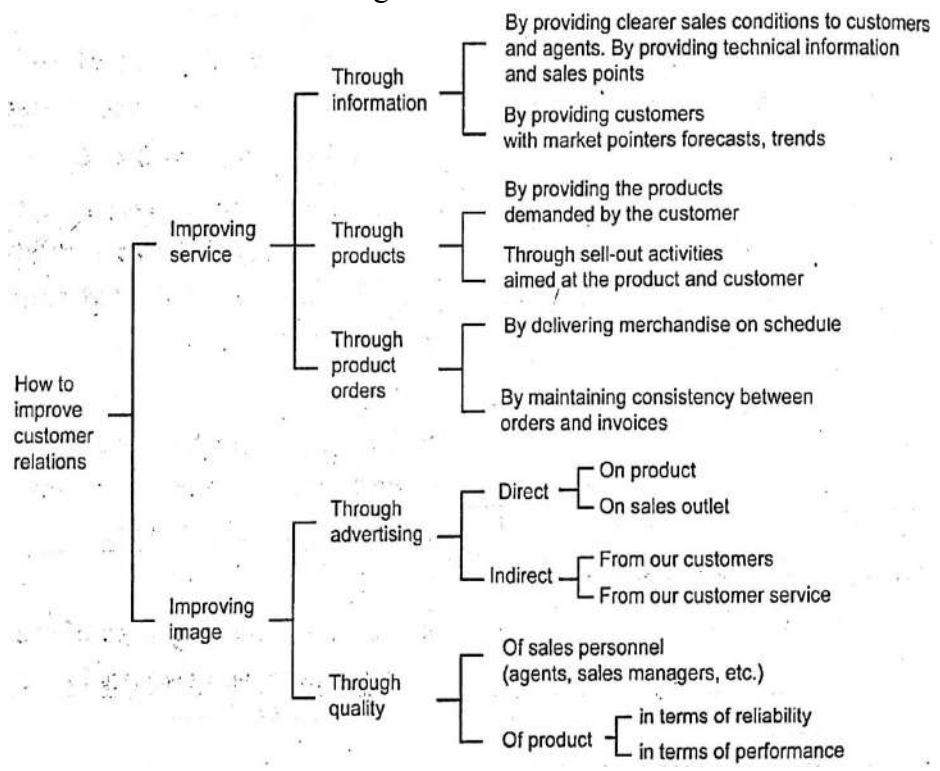 By providing clearer sales conditions to customers
and agents. By providing technical information
and sales points
Through
information
By providing customers
with market pointers forecasts, trends
By providing the products
demanded by the customer
Improving
service
Through
products
Through sell-out activities
aimed at the product and customer
Through
product
orders
By delivering merchandise on schedule
By maintaining consistency between
orders and invoices
How to
improve
customer
relations
Through
advertising
Direct
On product
On sales outlet
Indirect
From our customers
From our customer service
Improving
image
Through
quality
Of sales personnel
(agents, sales managers, etc.)
Of product
in terms of reliability
in terms of performance